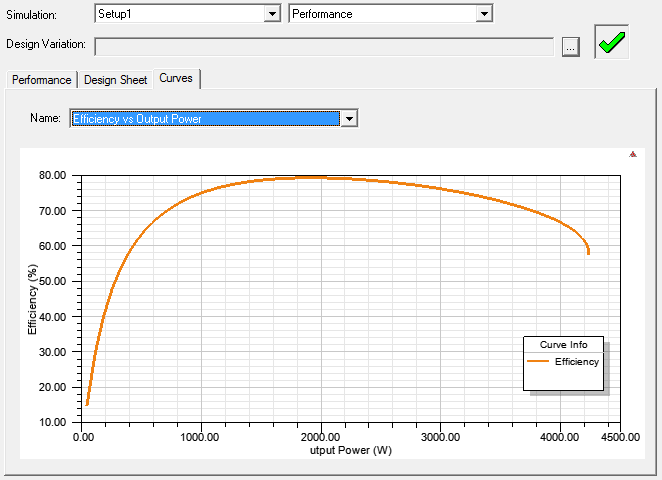 Simulation: Setup1 Performance
Design Variation: ...
Performance Design Sheet Curves
Name: Efficiency vs Output Power
80.00
70.00
60.00
50.00
40.00
30.00
20.00
10.00
Efficiency (%)
Curve Info
Efficiency
0.00 1000.00 2000.00 3000.00 4000.00 4500.00
utput Power (W)